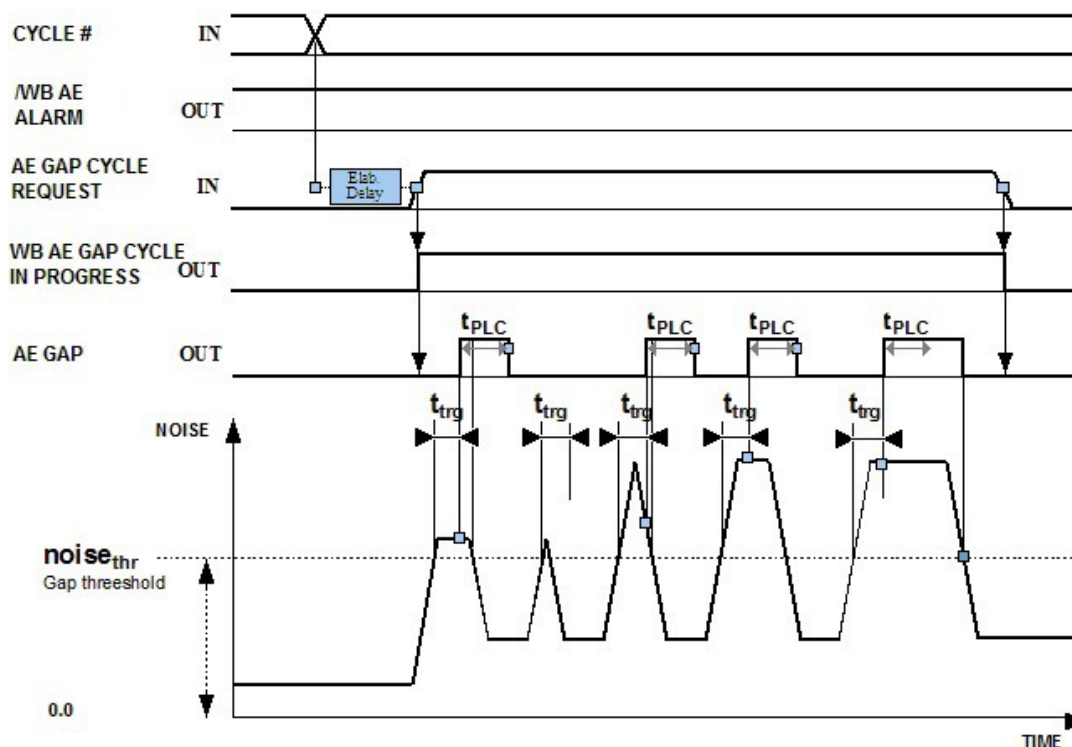 CYCLE # IN
/WB AE
ALARM OUT
AE GAP CYCLE
REQUEST IN
Elab.
Delay
WB AE GAP CYCLE
IN PROGRESS OUT
tPLC tPLC tPLC tPLC
AE GAP OUT
ttrg ttrg ttrg ttrg ttrg
NOISE
noisethr
Gap threeshold
0.0
TIME